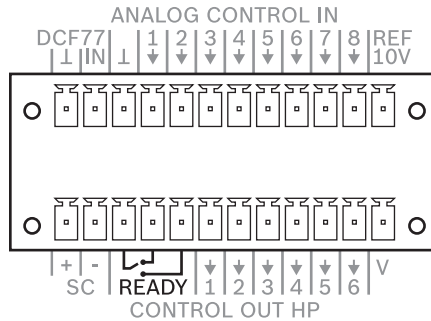 ANALOG CONTROL IN
DCF77 1 2 3 4 5 6 7 8 REF
⊥ IN ⊥ 10V
+ - 1 2 3 4 5 6 V
SC READY
CONTROL OUT HP